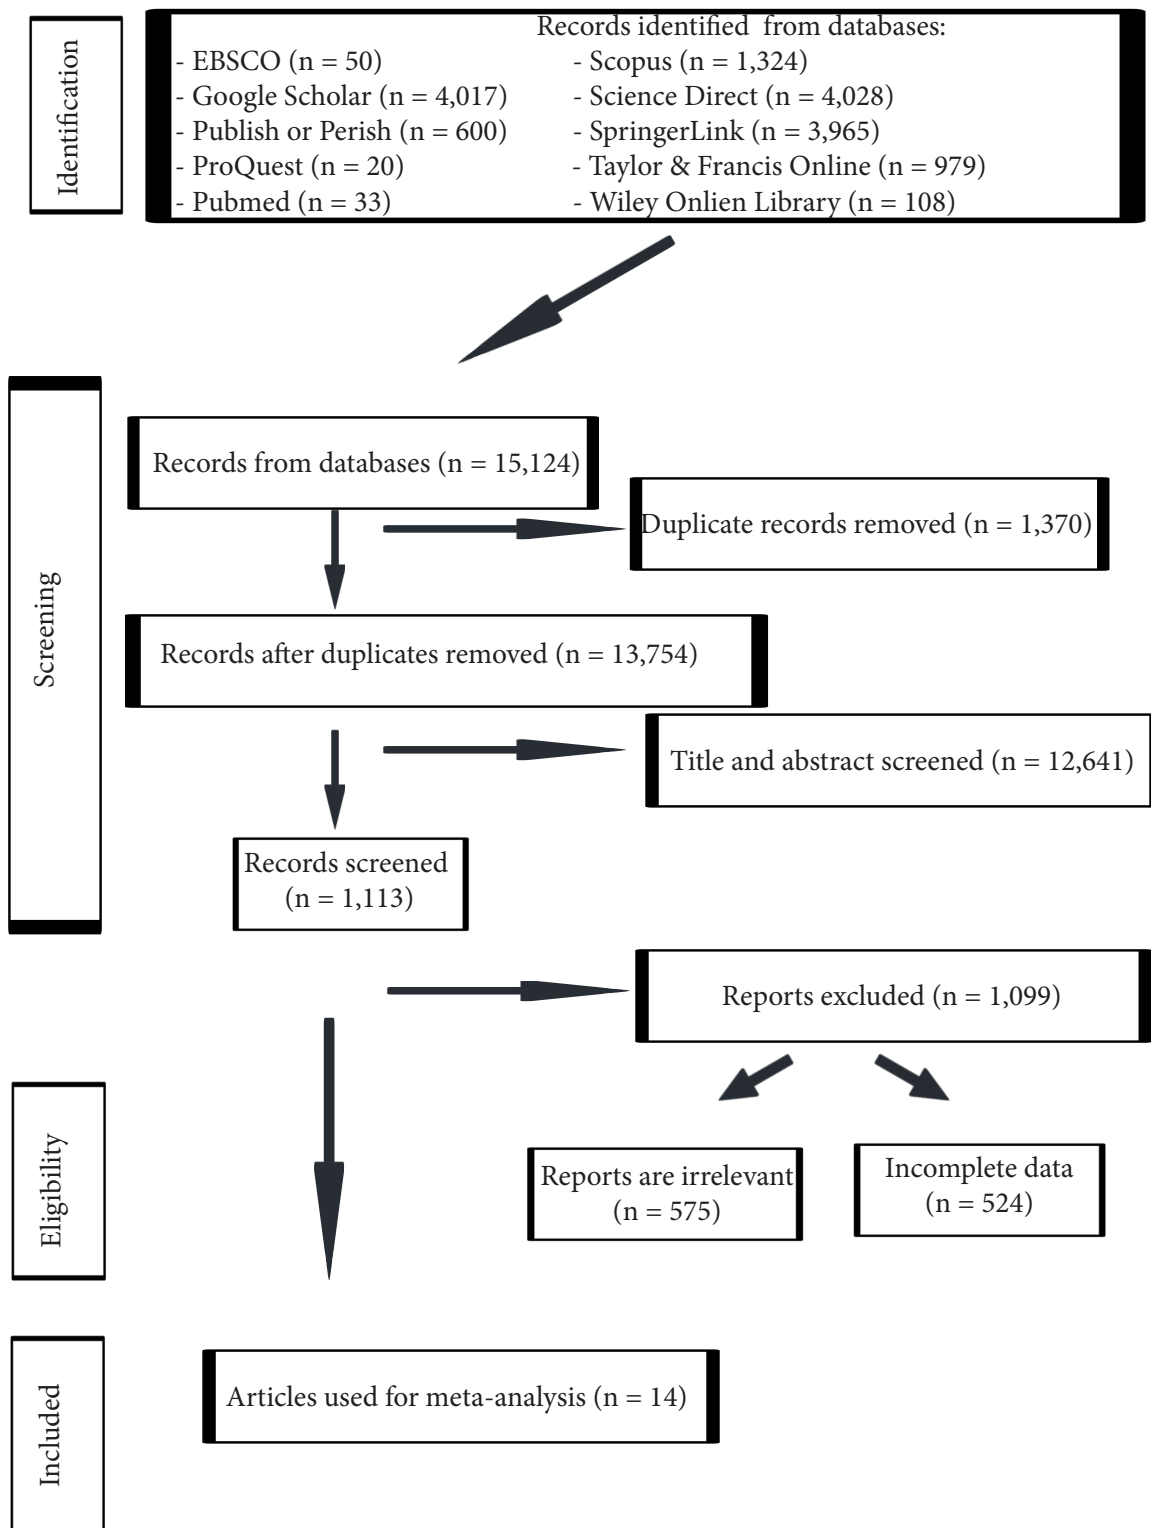 Identification
Records identified from databases:
- EBSCO (n = 50)
- Google Scholar (n = 4,017)
- Publish or Perish (n = 600)
- ProQuest (n = 20)
- Pubmed (n = 33)
- Scopus (n = 1,324)
- Science Direct (n = 4,028)
- SpringerLink (n = 3,965)
- Taylor & Francis Online (n = 979)
- Wiley Onlien Library (n = 108)
Screening
Records from databases (n = 15,124)
Duplicate records removed (n = 1,370)
Records after duplicates removed (n = 13,754)
Title and abstract screened (n = 12,641)
Records screened
(n = 1,113)
Reports excluded (n = 1,099)
Eligibility
Reports are irrelevant
(n = 575)
Incomplete data
(n = 524)
Included
Articles used for meta-analysis (n = 14)